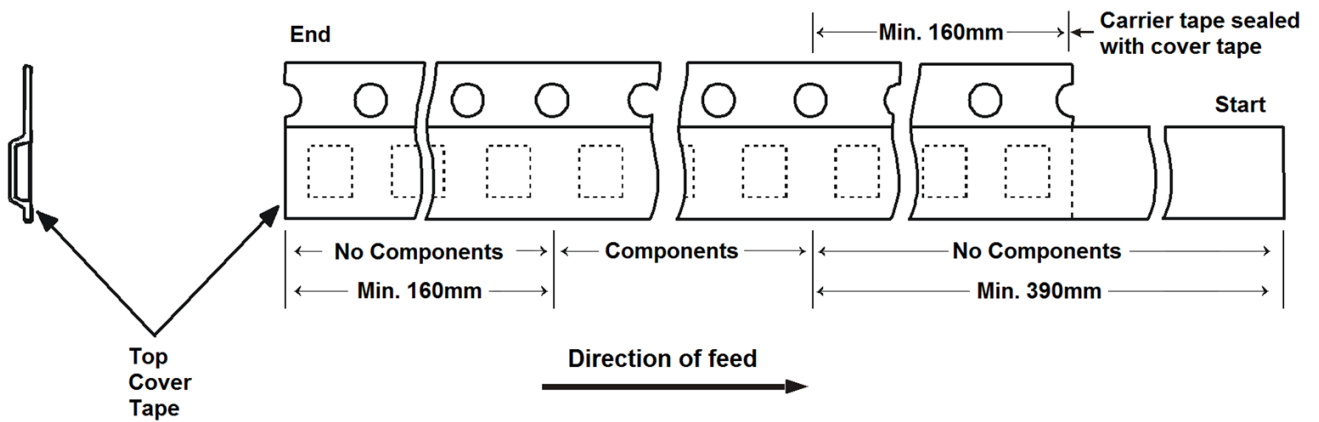 End
Min. 160mm
Carrier tape sealed
with cover tape
Start
No Components
Components
No Components
Min. 160mm
Min. 390mm
Top
Cover
Tape
Direction of feed